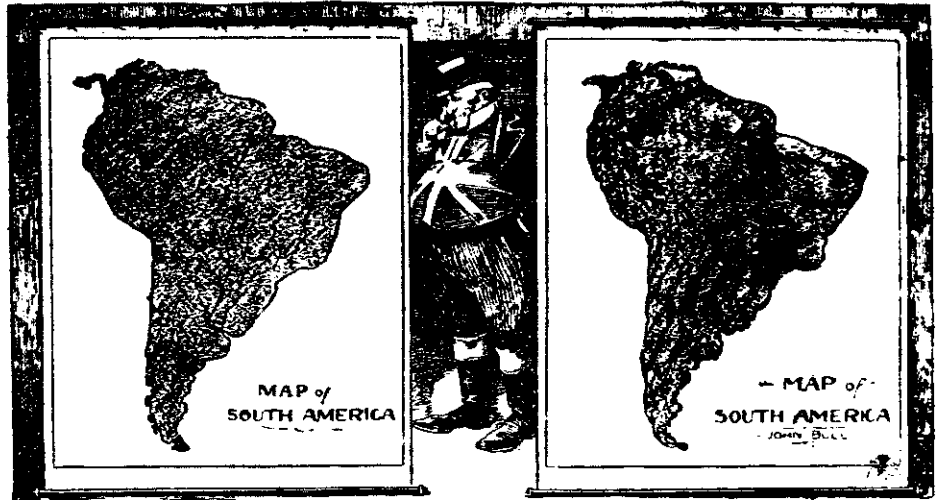 MAP of
SOUTH AMERICA
- MAP of -
SOUTH AMERICA
- JOHN BULL